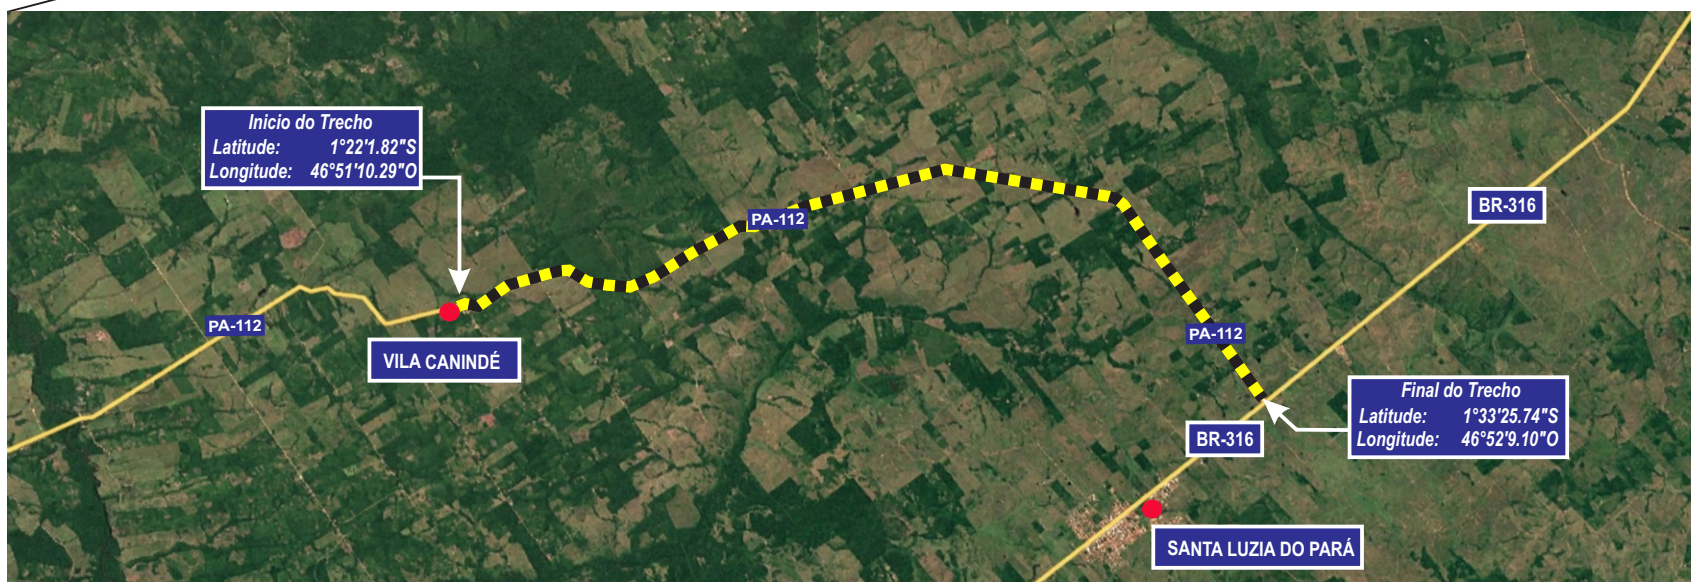 Inicio do Trecho
Latitude: 1°22'1.82"S
Longitude: 46°51'10.29"O
BR-316
PA-112
PA-112
PA-112
VILA CANINDÉ
Final do Trecho
Latitude: 1°33'25.74"S
Longitude: 46°52'9.10"O
BR-316
SANTA LUZIA DO PARÁ